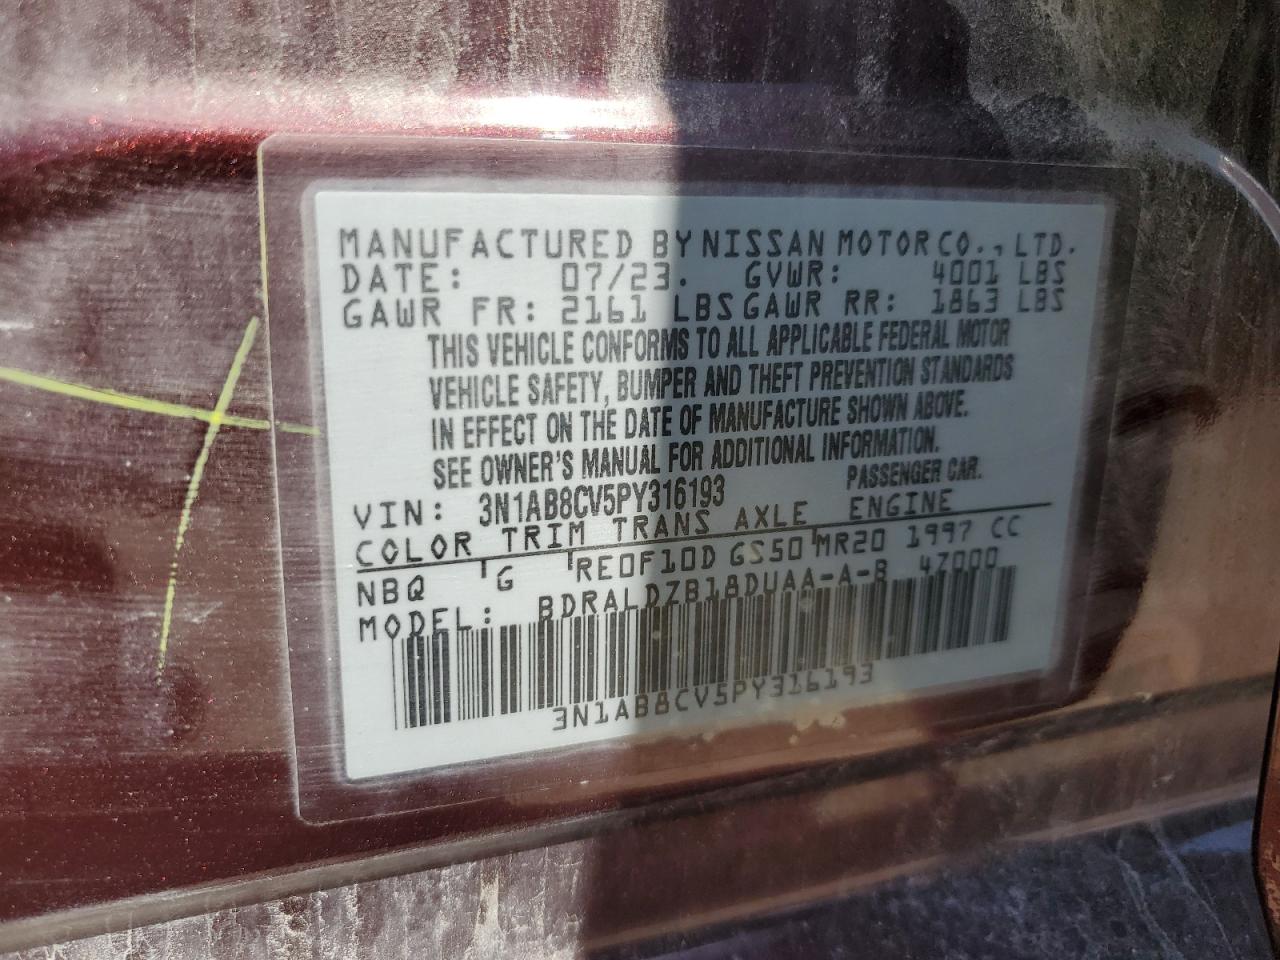 MANUFACTURED BY NISSAN MOTOR CO., LTD.
DATE: 07/23. GVWR: 4001 LBS
GAWR FR: 2161 LBS GAWR RR: 1863 LBS
THIS VEHICLE CONFORMS TO ALL APPLICABLE FEDERAL MOTOR
VEHICLE SAFETY, BUMPER AND THEFT PREVENTION STANDARDS
IN EFFECT ON THE DATE OF MANUFACTURE SHOWN ABOVE.
SEE OWNER'S MANUAL FOR ADDITIONAL INFORMATION.
VIN: 3N1AB8CV5PY316193 PASSENGER CAR.
COLOR TRIM TRANS AXLE ENGINE
NBQ G RE0F10D GS50 MR20 1997 CC
MODEL: BDRALDZB18DUAA-A-B 47000
3N1AB8CV5PY316193